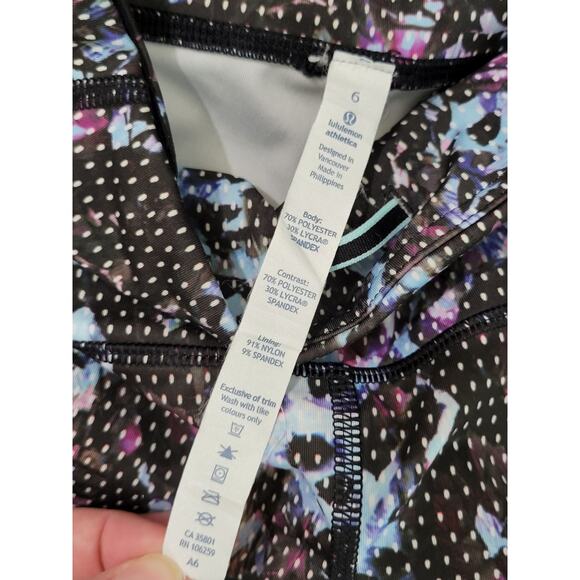 6
lululemon
athletica
Designed in
Vancouver
Made in
Philippines
Body:
70% POLYESTER
30% LYCRA®
SPANDEX
Contrast:
70% POLYESTER
30% LYCRA®
SPANDEX
Lining:
91% NYLON
9% SPANDEX
Exclusive of trim
Wash with like
colours only
CA 35801
RN 106259
A6